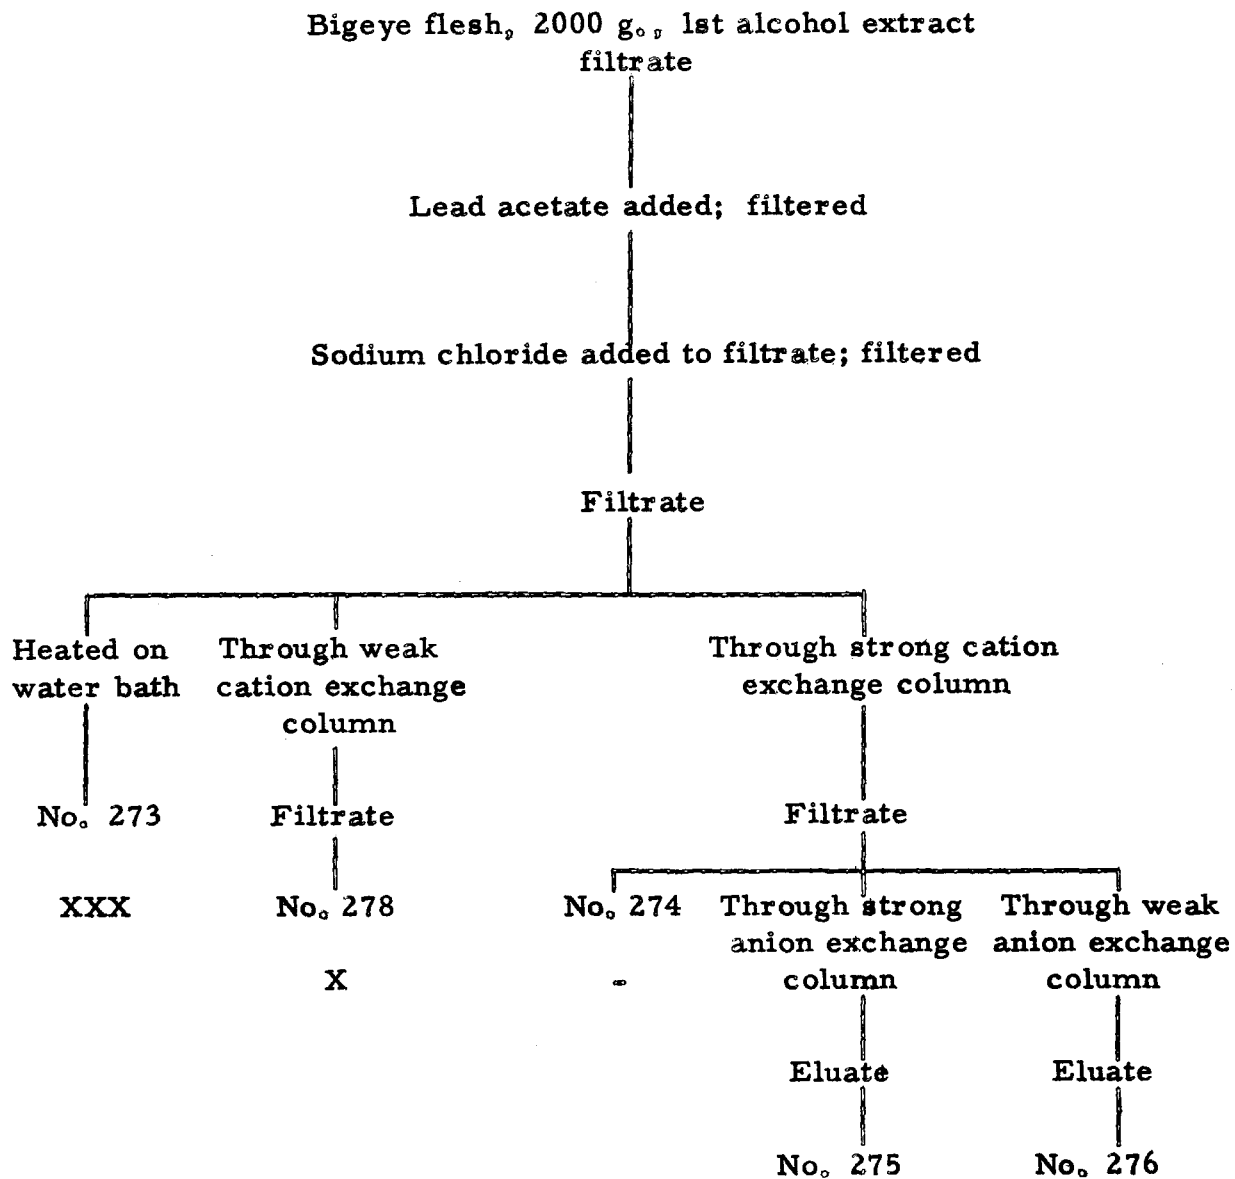 Bigeye flesh, 2000 g., 1st alcohol extract
filtrate
Lead acetate added; filtered
Sodium chloride added to filtrate; filtered
Filtrate
Heated on
water bath
No. 273
XXX
Through weak
cation exchange
column
Filtrate
No. 278
X
Through strong cation
exchange column
Filtrate
No. 274
-
Through strong
anion exchange
column
Eluate
No. 275
Through weak
anion exchange
column
Eluate
No. 276